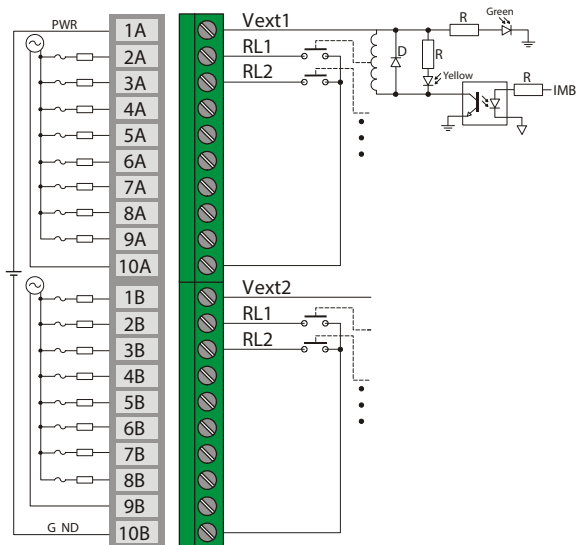 PWR
1A
2A
3A
4A
5A
6A
7A
8A
9A
10A
1B
2B
3B
4B
5B
6B
7B
8B
9B
10B
G ND
Vext1
RL1
RL2
Vext2
RL1
RL2
D
R
Yellow
R
Green
R
IMB